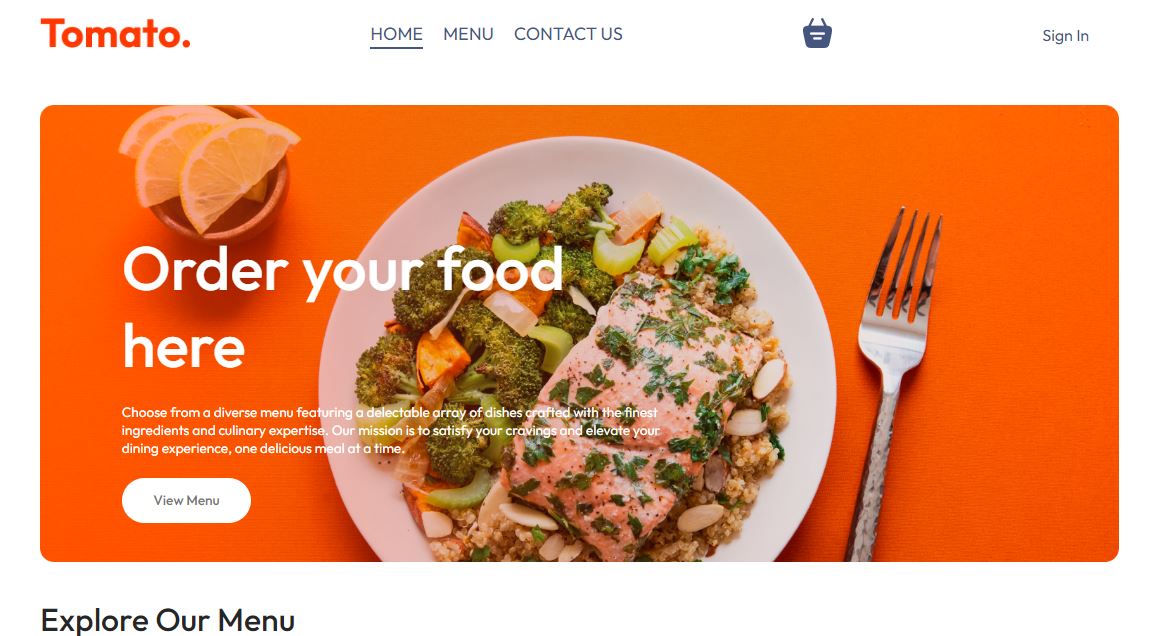 Tomato.
HOME
MENU
CONTACT US
Sign In
Order your food
here
Choose from a diverse menu featuring a delectable array of dishes crafted with the finest
ingredients and culinary expertise. Our mission is to satisfy your cravings and elevate your
dining experience, one delicious meal at a time.
View Menu
Explore Our Menu